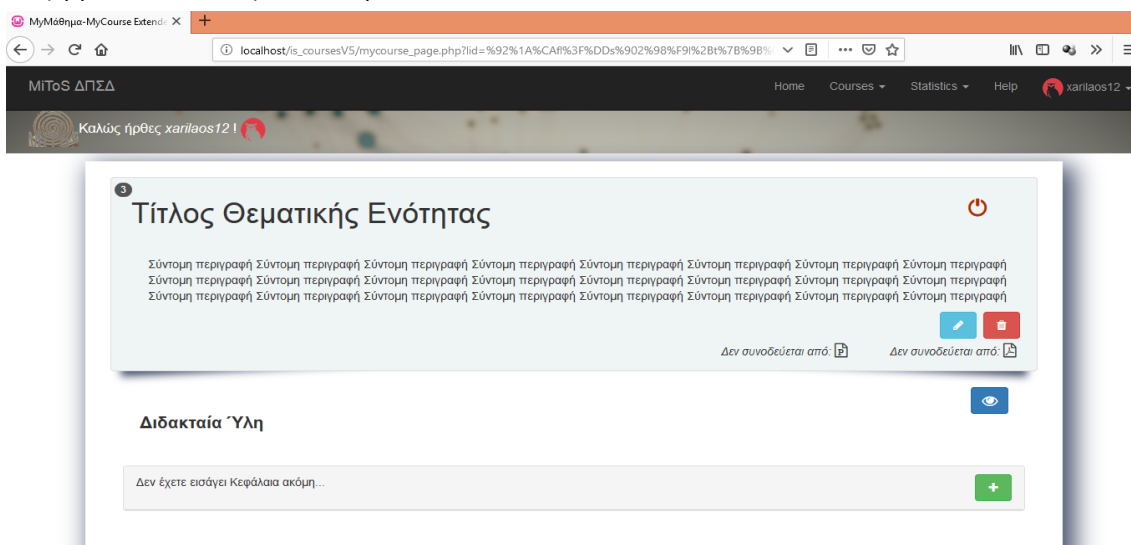 MyΜάθημα-MyCourse Extende
localhost/is_coursesV5/mycourse_page.php?lid=%92%1A%CAfl%3F%DDs%902%98%F9l%2Bt%7B%9B%
MiToS ΔΠΣΔ
Home Courses Statistics Help xarilaos12
Καλώς ήρθες xarilaos12 !
3
Τίτλος Θεματικής Ενότητας
Σύντομη περιγραφή Σύντομη περιγραφή Σύντομη περιγραφή Σύντομη περιγραφή Σύντομη περιγραφή Σύντομη περιγραφή Σύντομη περιγραφή Σύντομη περιγραφή
Σύντομη περιγραφή Σύντομη περιγραφή Σύντομη περιγραφή Σύντομη περιγραφή Σύντομη περιγραφή Σύντομη περιγραφή Σύντομη περιγραφή Σύντομη περιγραφή
Σύντομη περιγραφή Σύντομη περιγραφή Σύντομη περιγραφή Σύντομη περιγραφή Σύντομη περιγραφή Σύντομη περιγραφή Σύντομη περιγραφή Σύντομη περιγραφή
Δεν συνοδεύεται από: Δεν συνοδεύεται από:
Διδακταία Ύλη
Δεν έχετε εισάγει Κεφάλαια ακόμη...